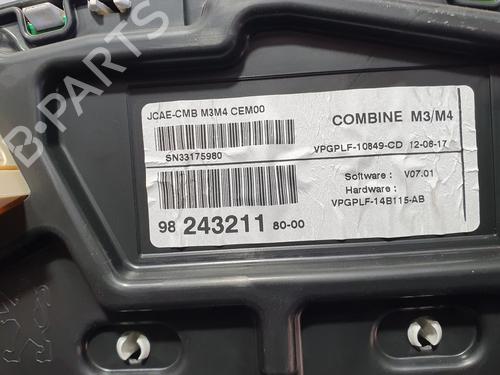 B-PARTS
JCAE-CMB M3M4 CEM00
COMBINE M3/M4
SN33175980
VPGPLF-10849-CD 12-06-17
Software : V07.01
Hardware :
VPGPLF-14B115-AB
98 243211 80-00